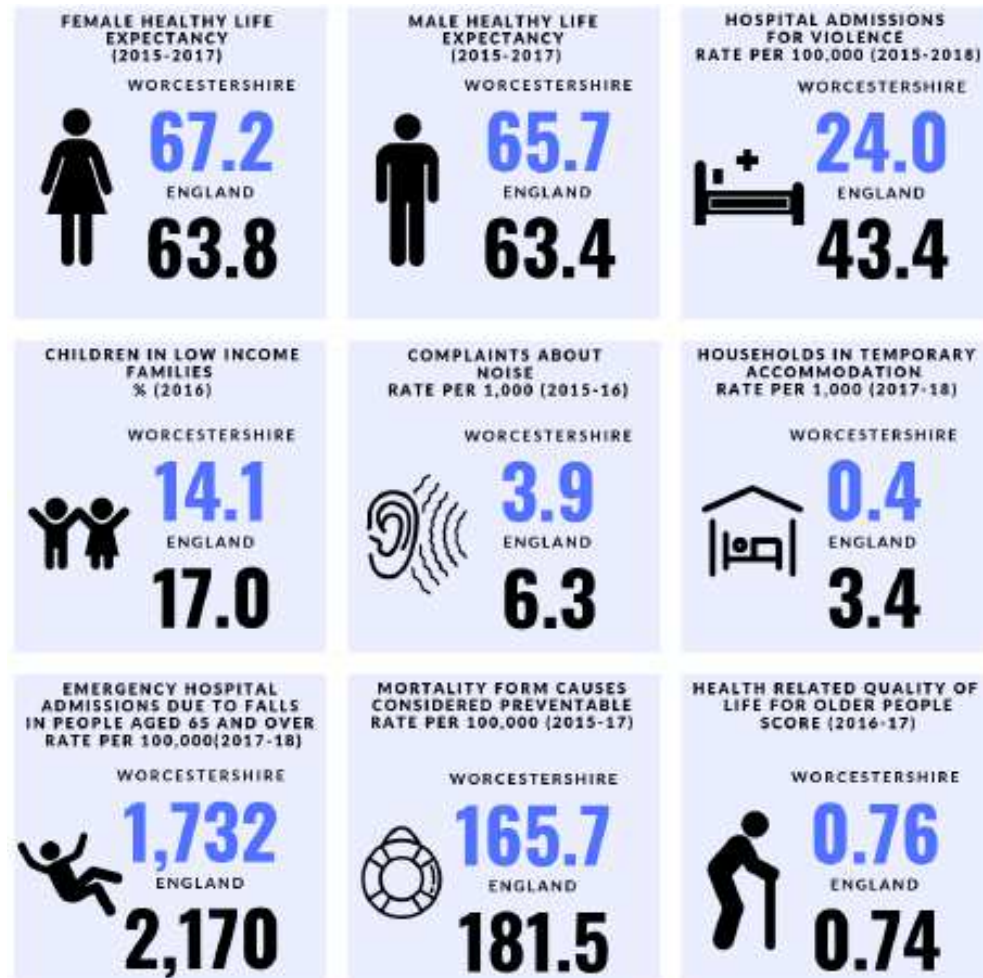 FEMALE HEALTHY LIFE
EXPECTANCY
(2015-2017)
WORCESTERSHIRE
67.2
ENGLAND
63.8
MALE HEALTHY LIFE
EXPECTANCY
(2015-2017)
WORCESTERSHIRE
65.7
ENGLAND
63.4
HOSPITAL ADMISSIONS
FOR VIOLENCE
RATE PER 100,000 (2015-2018)
WORCESTERSHIRE
24.0
ENGLAND
43.4
CHILDREN IN LOW INCOME
FAMILIES
% (2016)
WORCESTERSHIRE
14.1
ENGLAND
17.0
COMPLAINTS ABOUT
NOISE
RATE PER 1,000 (2015-16)
WORCESTERSHIRE
3.9
ENGLAND
6.3
HOUSEHOLDS IN TEMPORARY
ACCOMMODATION
RATE PER 1,000 (2017-18)
WORCESTERSHIRE
0.4
ENGLAND
3.4
EMERGENCY HOSPITAL
ADMISSIONS DUE TO FALLS
IN PEOPLE AGED 65 AND OVER
RATE PER 100,000(2017-18)
WORCESTERSHIRE
1,732
ENGLAND
2,170
MORTALITY FORM CAUSES
CONSIDERED PREVENTABLE
RATE PER 100,000 (2015-17)
WORCESTERSHIRE
165.7
ENGLAND
181.5
HEALTH RELATED QUALITY OF
LIFE FOR OLDER PEOPLE
SCORE (2016-17)
WORCESTERSHIRE
0.76
ENGLAND
0.74